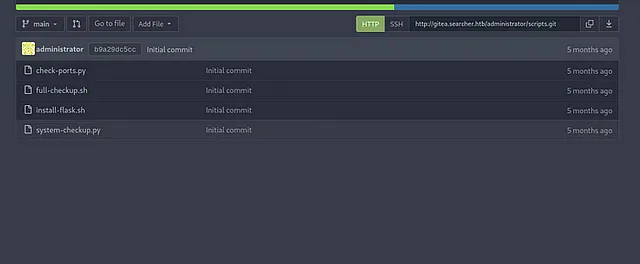 main Go to file Add File HTTP SSH http://gitea.searcher.htb/administrator/scripts.git
administrator b9a29dc5cc Initial commit 5 months ago
check-ports.py Initial commit 5 months ago
full-checkup.sh Initial commit 5 months ago
install-flask.sh Initial commit 5 months ago
system-checkup.py Initial commit 5 months ago